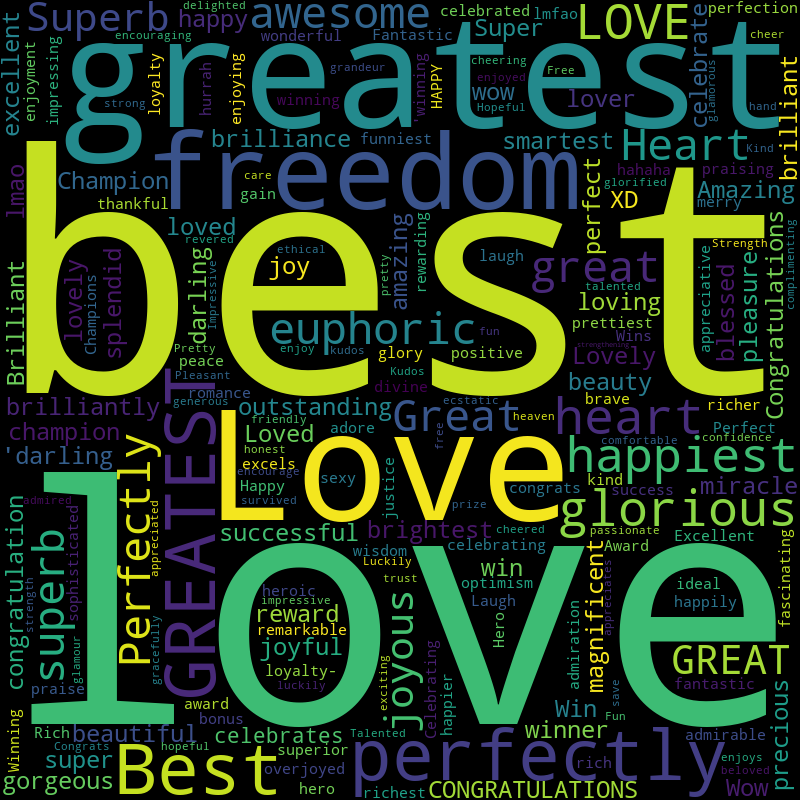 delighted
celebrated
lmfao
perfection
Superb
happy
awesome
Super
LOVE
encouraging
wonderful
Fantastic
cheer
excellent
enjoyment
impressing
greatest
celebrate
glamorous
loyalty
hurrah
enjoying
grandeur
cheering
Free
winning
'winning
HAPPY
enjoyed
Hopeful
wow
lover
hand
brilliant
strong
freedom
brilliance
funniest
smartest
Heart
Kind
lmao
Champion
care
gain
hahaha
praising
perfect
glorified
XD
Amazing
merry
thankful
best
loved
revered
ethical
pretty
amazing
rewarding
laugh
great
talented
loving
appreciative
Strength
blessed
pleasure
complimenting
Congratulations
Brilliant
lovely
Champions
splendid
darling
Impressive
joy
euphoric
fun
prettiest
Wins
Pretty
peace
enjoy
kudos
glory
positive
Lovely
strengthening
Pleasant
Kudos
divine
beauty
brave
generous
romance
ecstatic
heaven
richer
brilliantly
GREATEST
outstanding
Great
heart
Perfect
champion
friendly
adore
free
'darling
Perfectly
Loved
honest
Love
comfortable
confidence
excels
happiest
encourage
sexy
Happy
justice
congrats
kind
success
miracle
survived
prize
admired
love
glorious
congratulation
sophisticated
appreciated
successful
brightest
cheered
passionate
wisdom
celebrating
Award
Excellent
fascinating
superb
strength
glamour
gracefully
Luckily
trust
optimism
win
magnificent
ideal
heroic
impressive
Laugh
happily
reward
remarkable
joyous
Hero
admiration
appreciates
joyful
GREAT
praise
loyalty-
luckily
exciting
Celebrating
happier
fantastic
save
award
bonus
Win
Fun
precious
Rich
beautiful
celebrates
Talented
winner
admirable
Winning
Congrats
hopeful
superior
perfectly
enjoys
super
Best
overjoyed
rich
beloved
gorgeous
hero
richest
CONGRATULATIONS
Wow